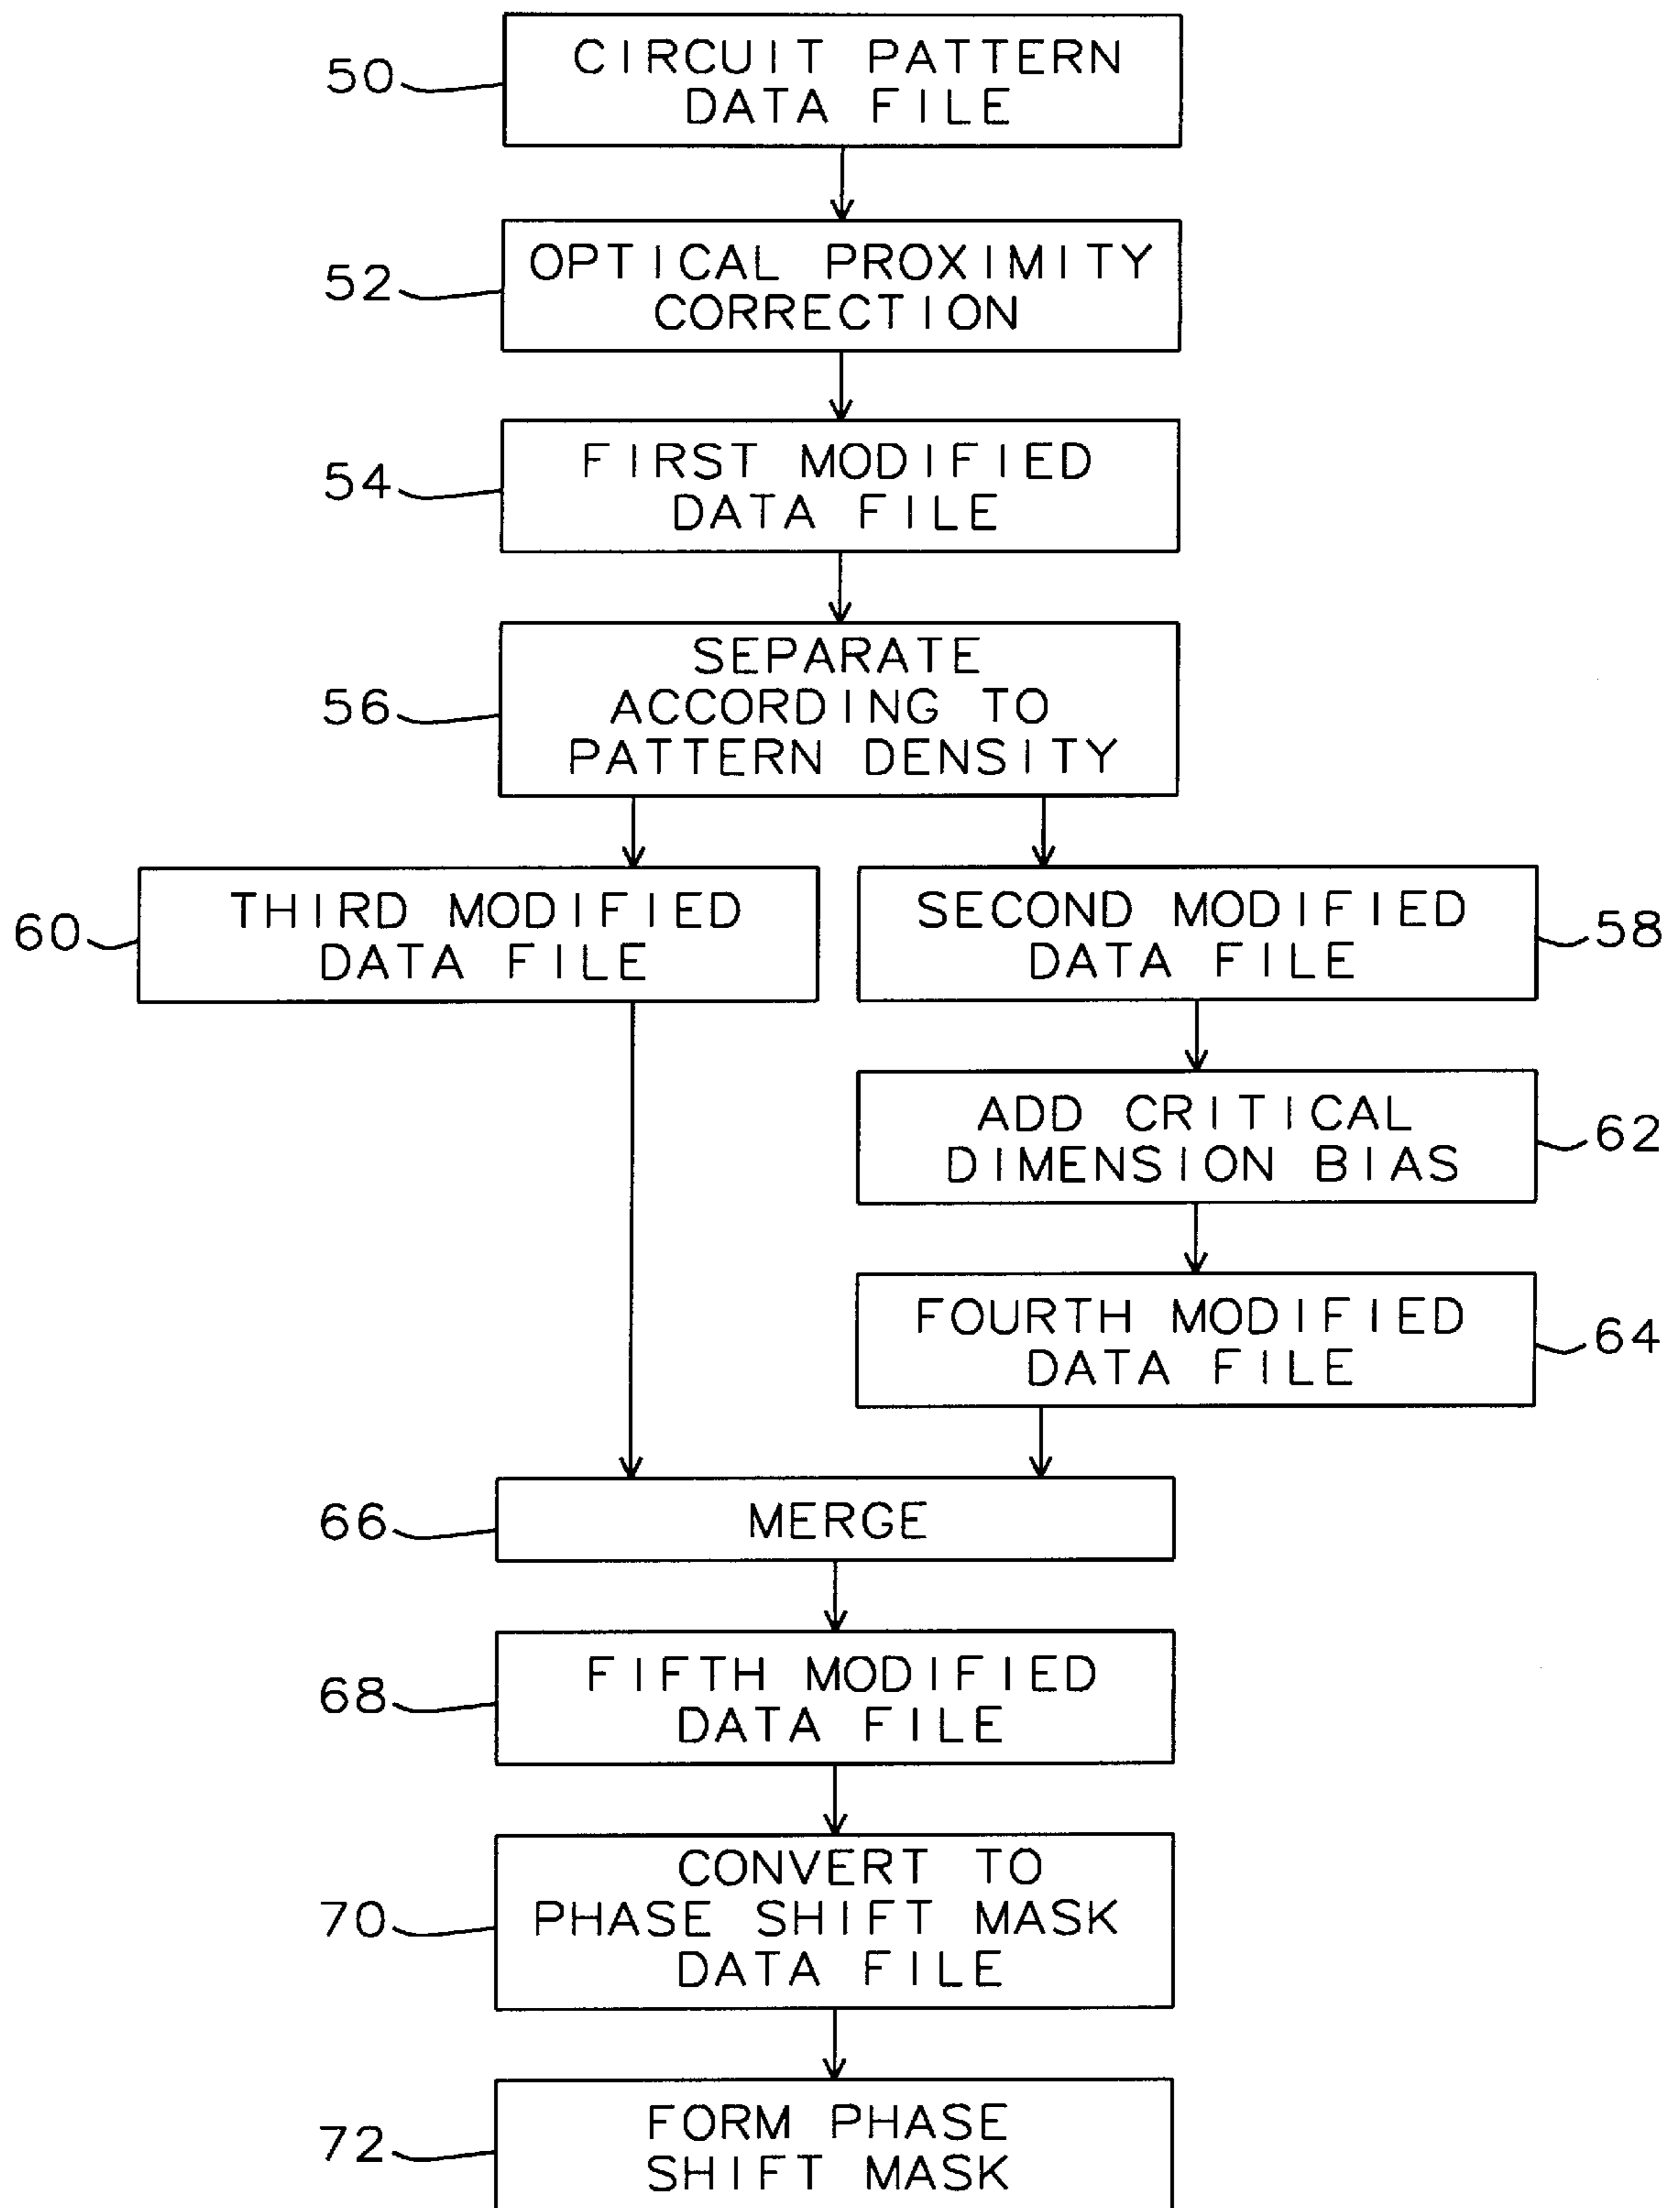 50
CIRCUIT PATTERN
DATA FILE
52
OPTICAL PROXIMITY
CORRECTION
54
FIRST MODIFIED
DATA FILE
56
SEPARATE
ACCORDING TO
PATTERN DENSITY
60
THIRD MODIFIED
DATA FILE
SECOND MODIFIED
DATA FILE
58
ADD CRITICAL
DIMENSION BIAS
62
FOURTH MODIFIED
DATA FILE
64
66
MERGE
68
FIFTH MODIFIED
DATA FILE
70
CONVERT TO
PHASE SHIFT MASK
DATA FILE
72
FORM PHASE
SHIFT MASK